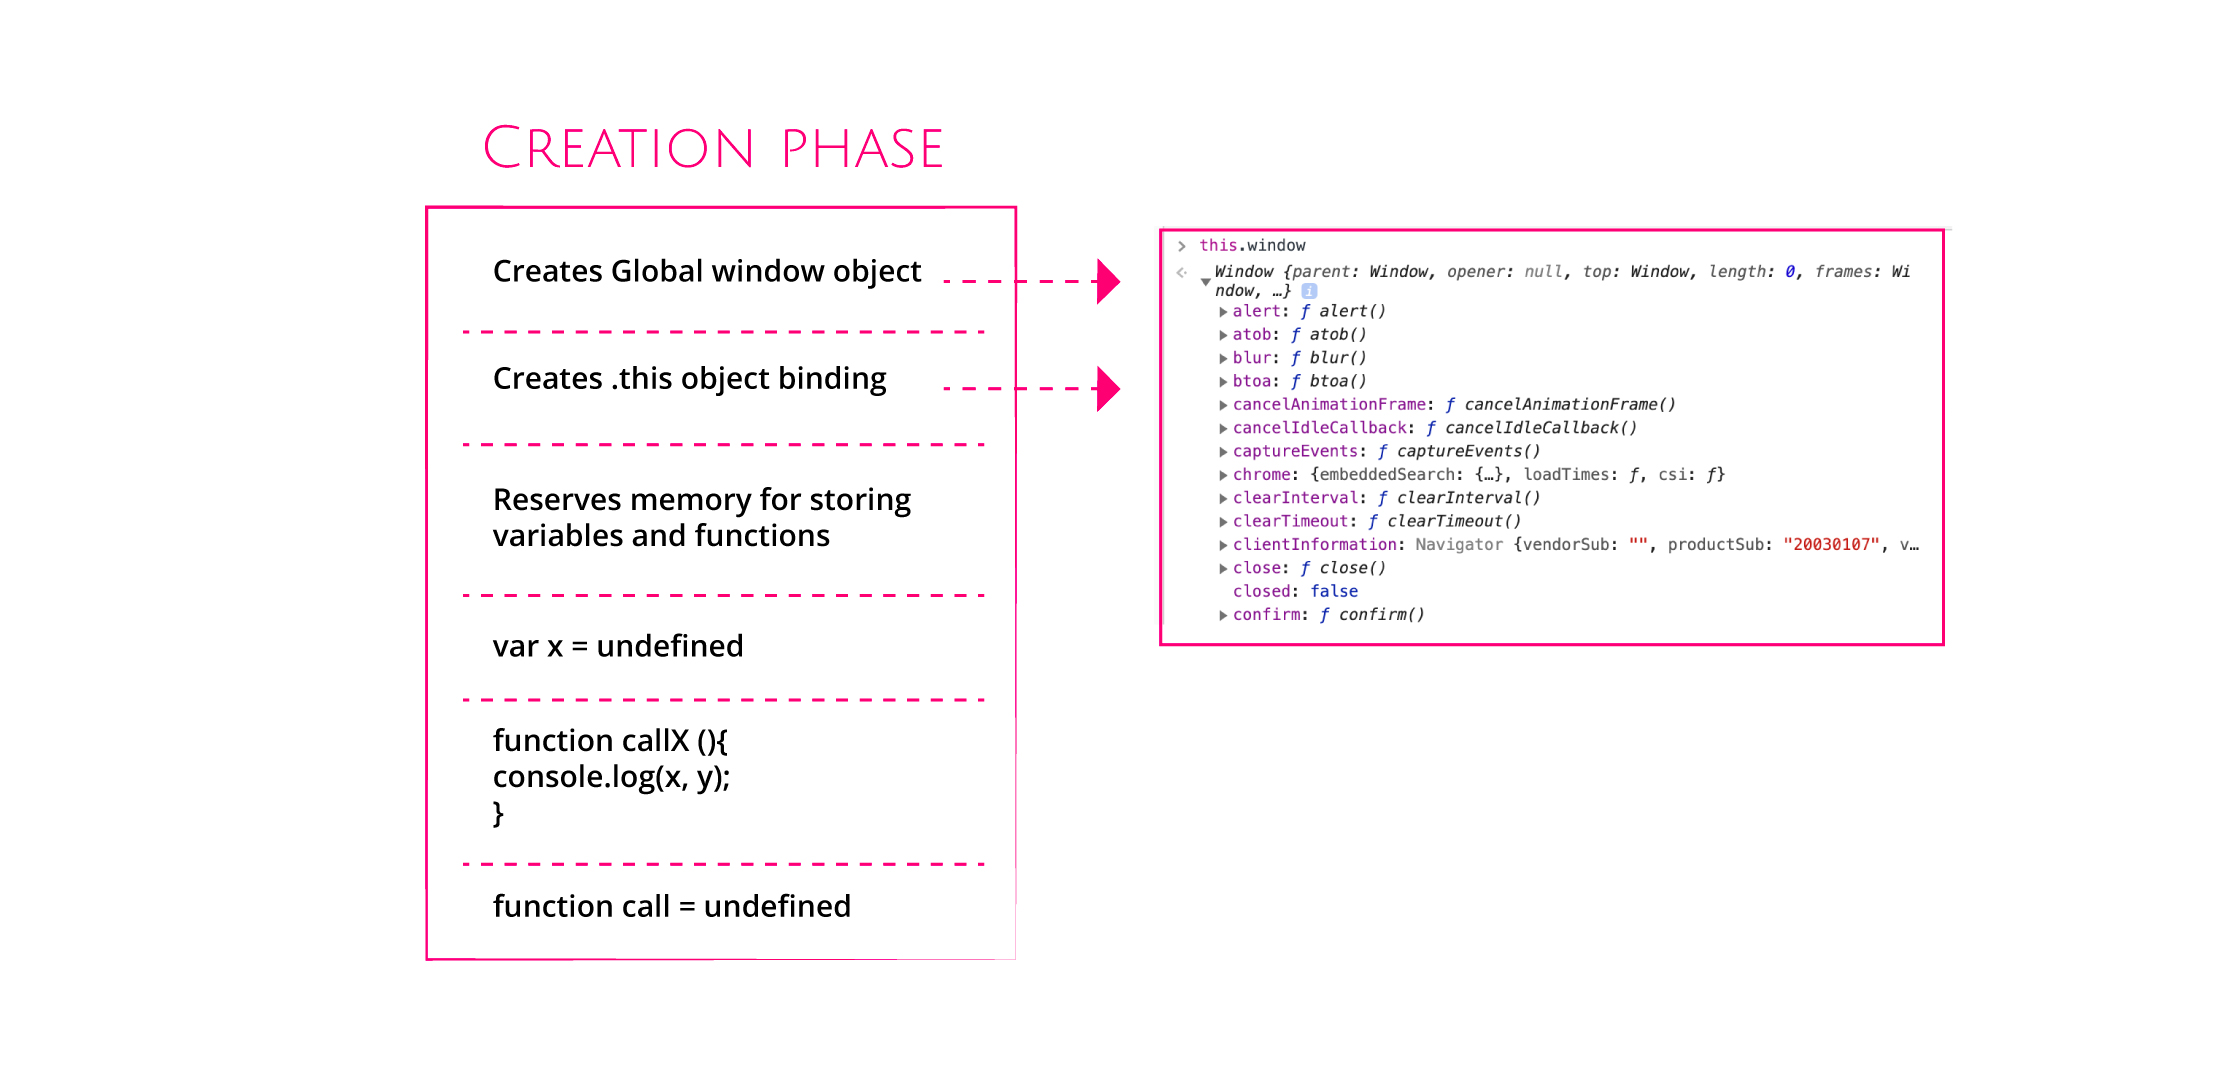 CREATION PHASE
Creates Global window object
Creates .this object binding
Reserves memory for storing
variables and functions
var x = undefined
function callX (){
console.log(x, y);
}
function call = undefined
> this.window
Window {parent: Window, opener: null, top: Window, length: 0, frames: Wi
ndow, …} i
alert: ƒ alert()
atob: ƒ atob()
blur: ƒ blur()
btoa: ƒ btoa()
cancelAnimationFrame: ƒ cancelAnimationFrame()
cancelIdleCallback: ƒ cancelIdleCallback()
captureEvents: ƒ captureEvents()
chrome: {embeddedSearch: {…}, loadTimes: ƒ, csi: ƒ}
clearInterval: ƒ clearInterval()
clearTimeout: ƒ clearTimeout()
clientInformation: Navigator {vendorSub: "", productSub: "20030107", v…
close: ƒ close()
closed: false
confirm: ƒ confirm()